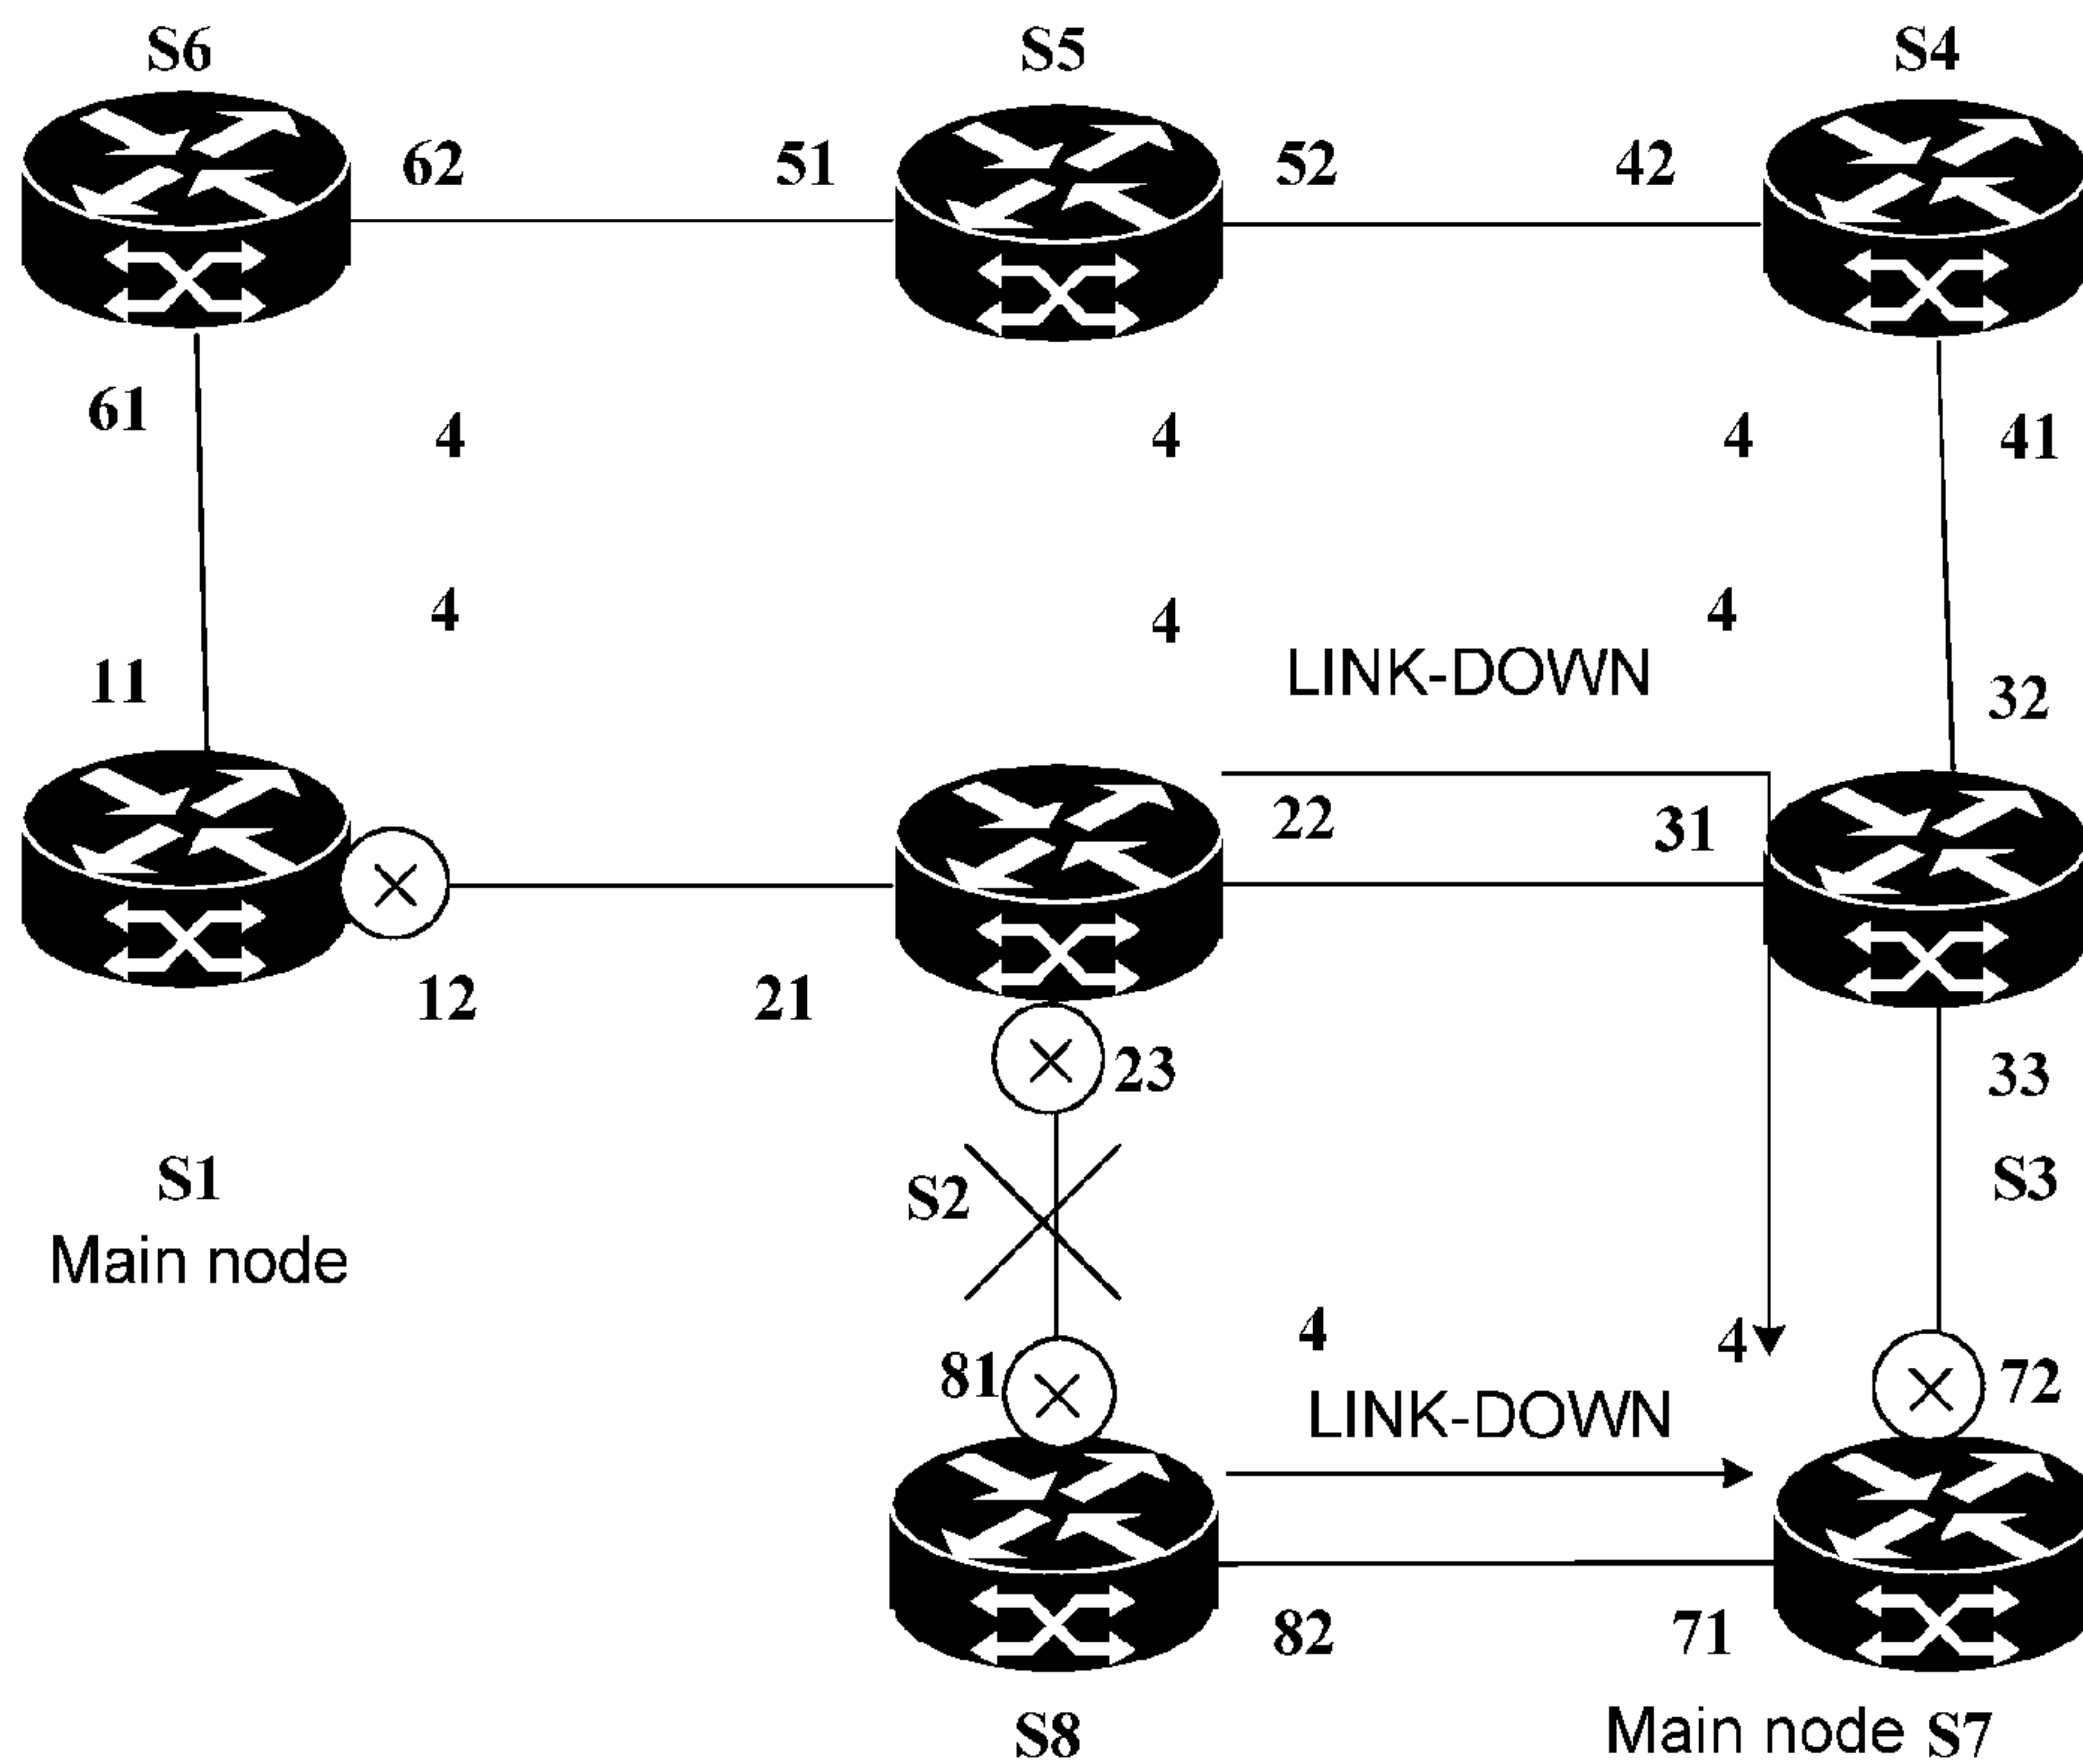 S6 S5 S4
62 51 52 42
61 4 4 4 41
11 4 4 4
LINK-DOWN 32
22 31
12 21
23 33
S1 S2 S3
Main node
81 4 4 72
LINK-DOWN
82 71
S8 Main node S7